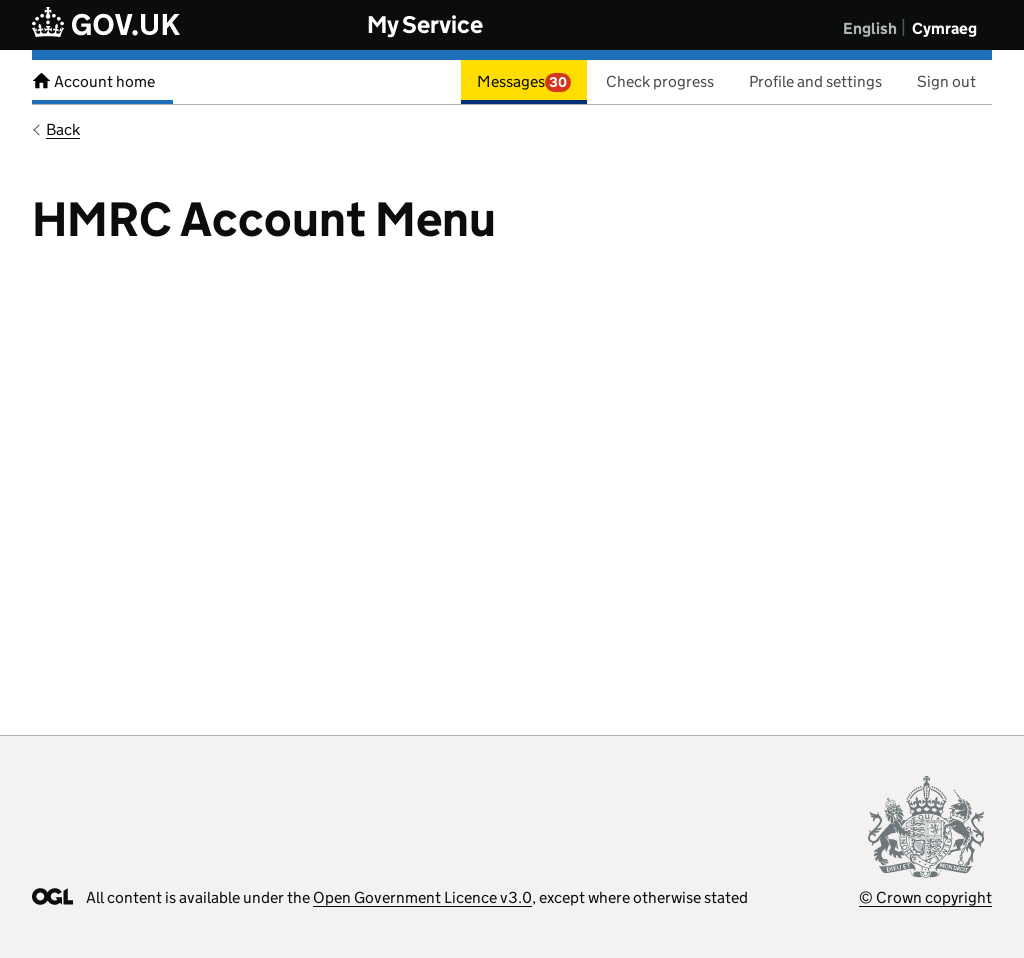 GOV.UK My Service English Cymraeg
Account home Messages 30 Check progress Profile and settings Sign out
Back
HMRC Account Menu
OGL All content is available under the Open Government Licence v3.0, except where otherwise stated © Crown copyright